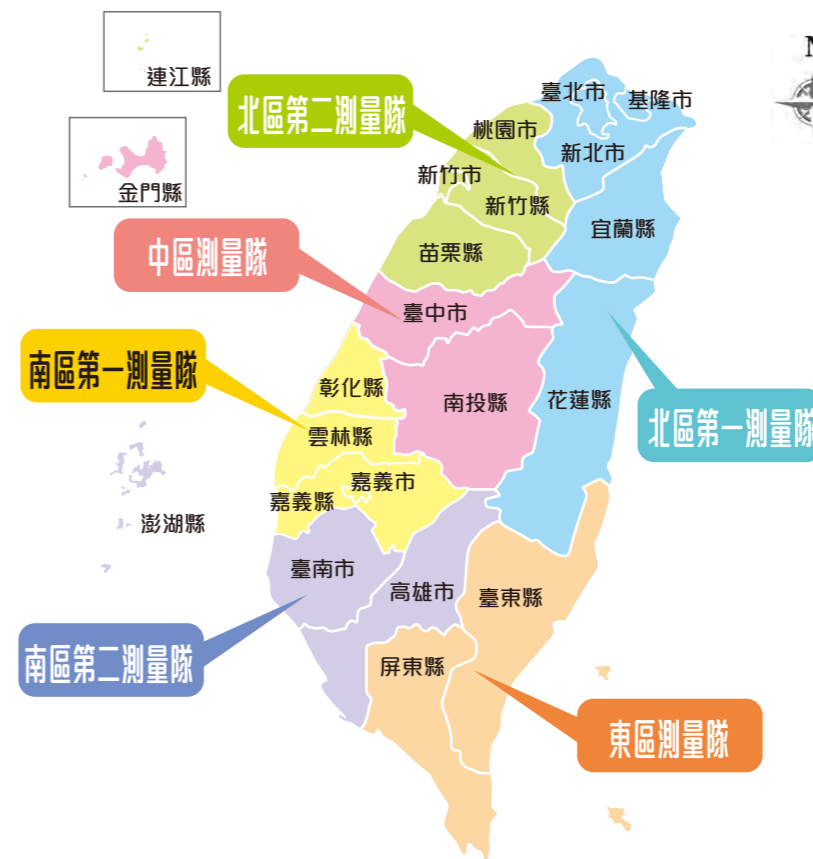 連江縣
金門縣
N
臺北市
基隆市
北區第二測量隊
桃園市
新北市
新竹市
新竹縣
宜蘭縣
苗栗縣
中區測量隊
臺中市
南區第一測量隊
彰化縣
南投縣
花蓮縣
北區第一測量隊
雲林縣
嘉義市
嘉義縣
澎湖縣
臺南市
高雄市
臺東縣
南區第二測量隊
屏東縣
東區測量隊